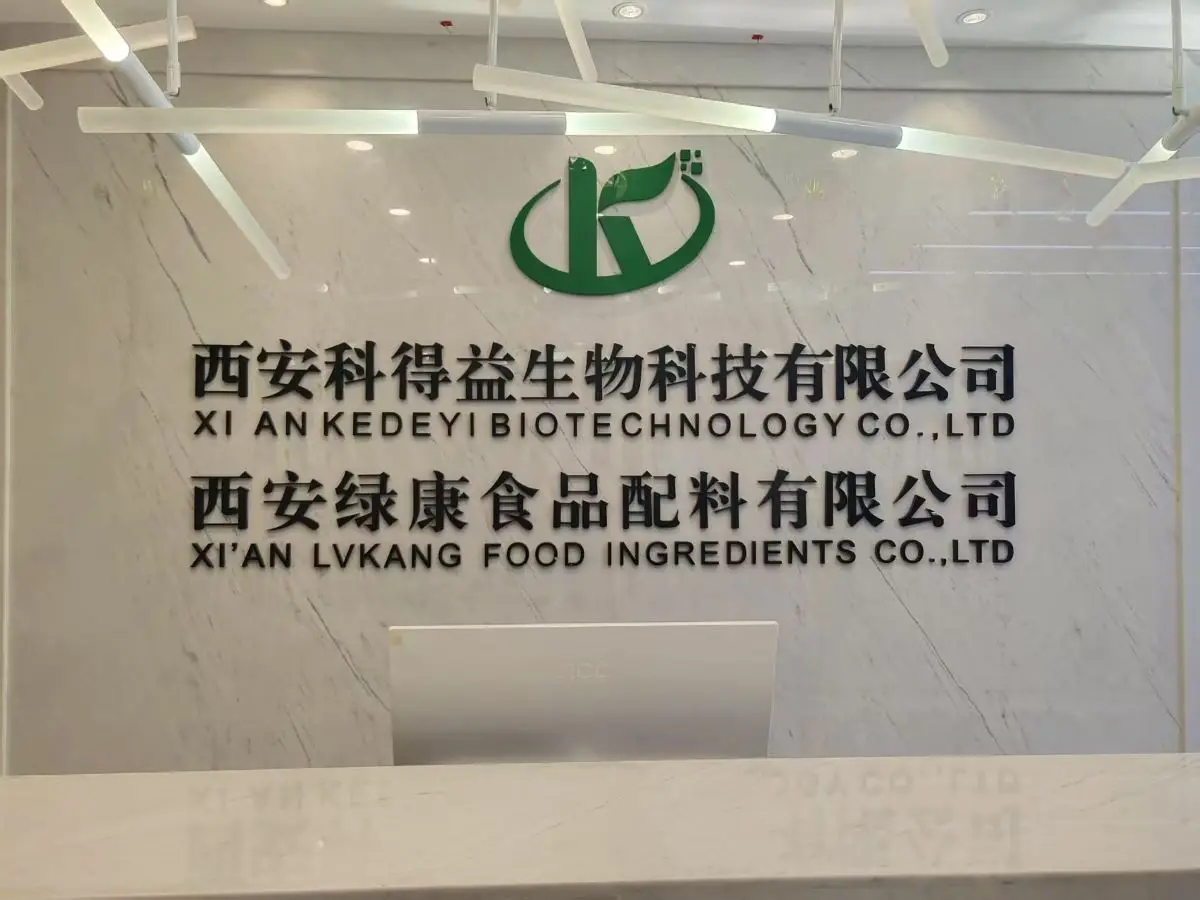 西安科得益生物科技有限公司
XI AN KEDEYI BIOTECHNOLOGY CO.,LTD
西安绿康食品配料有限公司
XI'AN LVKANG FOOD INGREDIENTS CO.,LTD